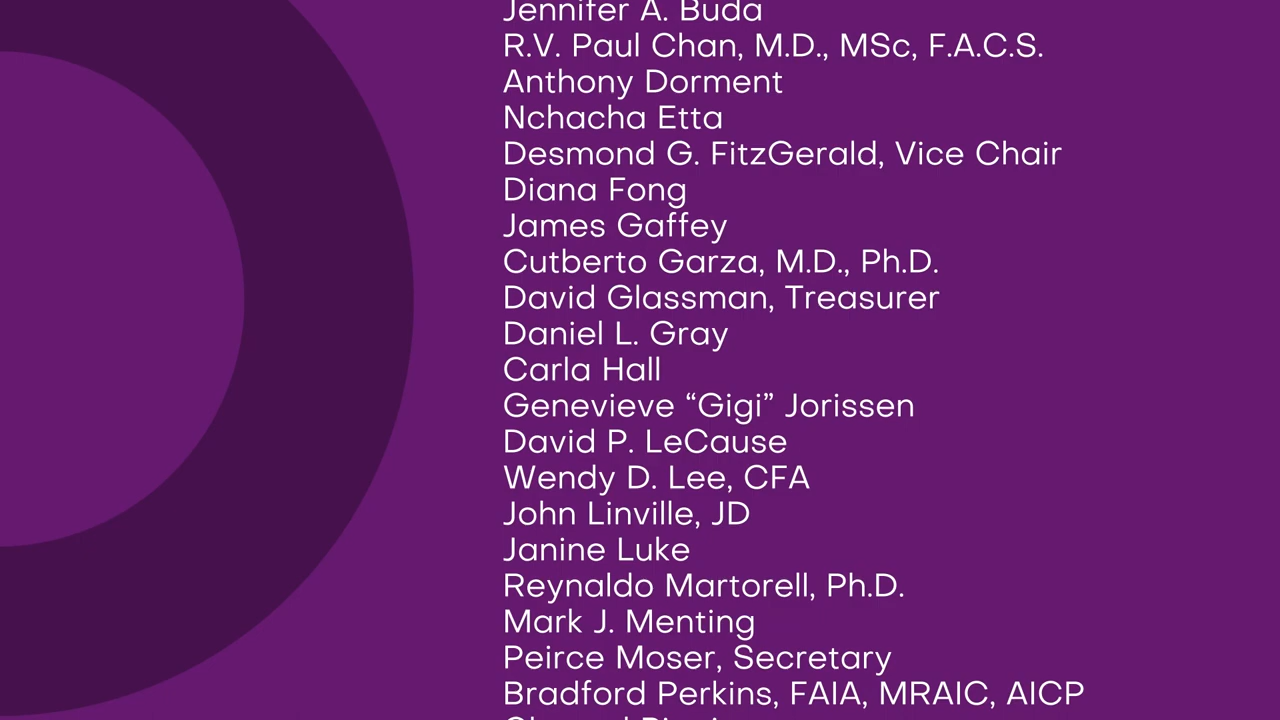 Jennifer A. Buda
R.V. Paul Chan, M.D., MSc, F.A.C.S.
Anthony Dorment
Nchacha Etta
Desmond G. FitzGerald, Vice Chair
Diana Fong
James Gaffey
Cutberto Garza, M.D., Ph.D.
David Glassman, Treasurer
Daniel L. Gray
Carla Hall
Genevieve “Gigi” Jorissen
David P. LeCause
Wendy D. Lee, CFA
John Linville, JD
Janine Luke
Reynaldo Martorell, Ph.D.
Mark J. Menting
Peirce Moser, Secretary
Bradford Perkins, FAIA, MRAIC, AICP